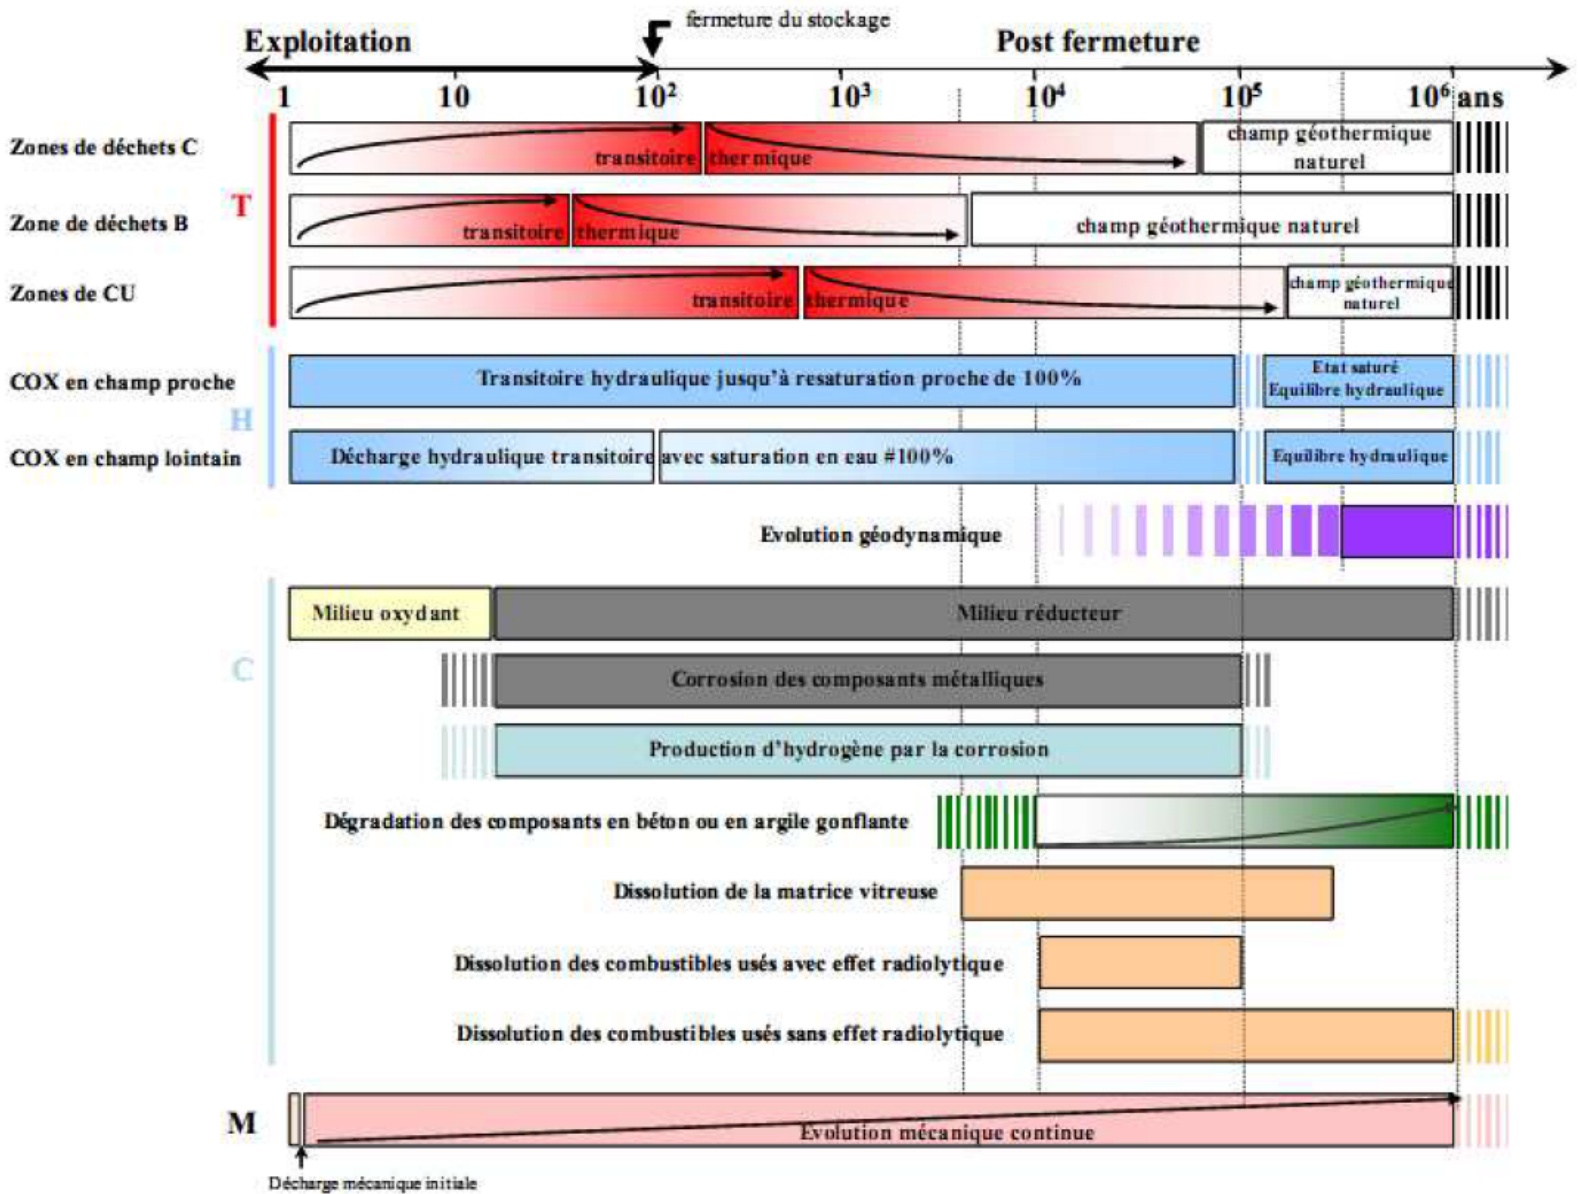 fermeture du stockage
Exploitation
Post fermeture
1 10 10² 10³ 10⁴ 10⁵ 10⁶ ans
Zones de déchets C
transitoire thermique
champ géothermique
naturel
T
Zone de déchets B
transitoire thermique
champ géothermique naturel
Zones de CU
transitoire thermique
champ géothermique
naturel
COX en champ proche
Transitoire hydraulique jusqu'à resaturation proche de 100%
Etat saturé
Equilibre hydraulique
H
COX en champ lointain
Décharge hydraulique transitoire avec saturation en eau #100%
Equilibre hydraulique
Evolution géodynamique
Milieu oxydant
Milieu réducteur
C
Corrosion des composants métalliques
Production d'hydrogène par la corrosion
Dégradation des composants en béton ou en argile gonflante
Dissolution de la matrice vitreuse
Dissolution des combustibles usés avec effet radiolytique
Dissolution des combustibles usés sans effet radiolytique
M
Evolution mécanique continue
Décharge mécanique initiale